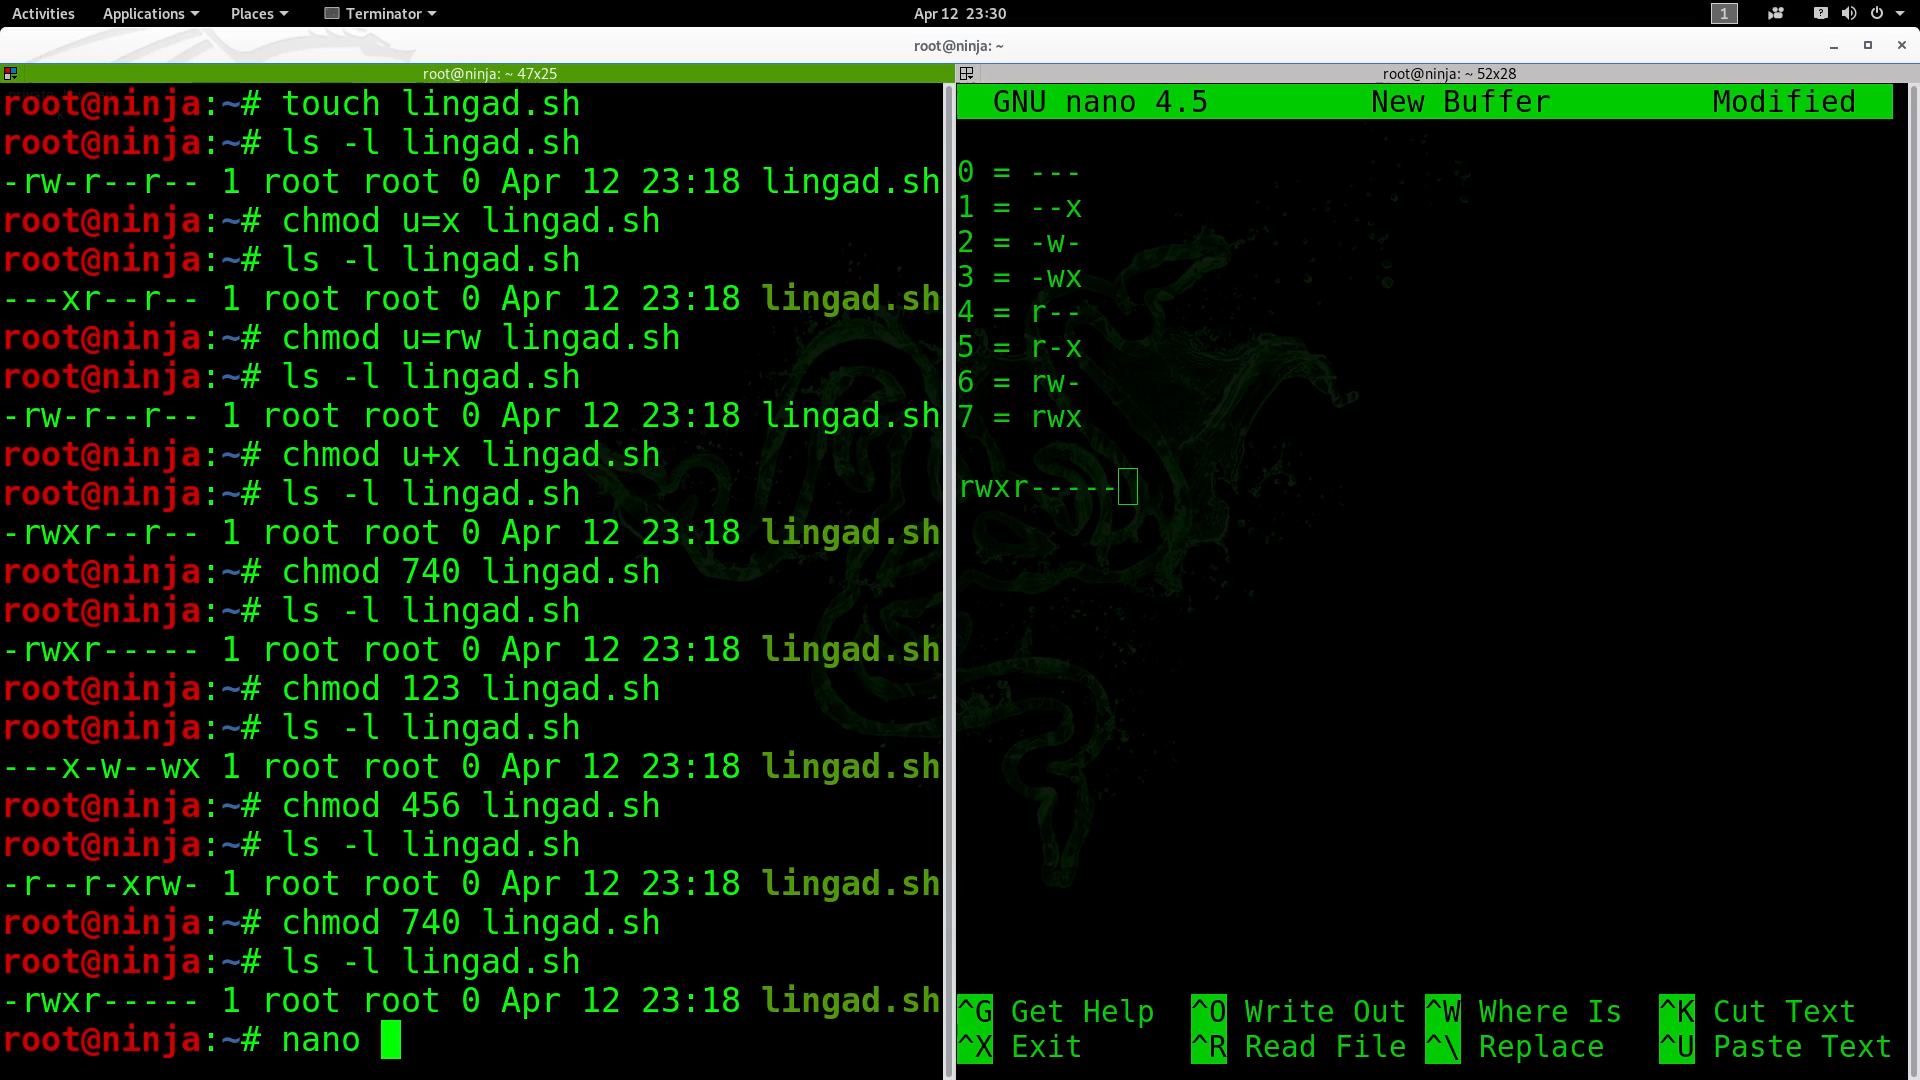 Activities Applications Places Terminator Apr 12 23:30 1
root@ninja: ~
root@ninja: ~ 47x25
root@ninja:~# touch lingad.sh
root@ninja:~# ls -l lingad.sh
-rw-r--r-- 1 root root 0 Apr 12 23:18 lingad.sh
root@ninja:~# chmod u=x lingad.sh
root@ninja:~# ls -l lingad.sh
---xr--r-- 1 root root 0 Apr 12 23:18 lingad.sh
root@ninja:~# chmod u=rw lingad.sh
root@ninja:~# ls -l lingad.sh
-rw-r--r-- 1 root root 0 Apr 12 23:18 lingad.sh
root@ninja:~# chmod u+x lingad.sh
root@ninja:~# ls -l lingad.sh
-rwxr--r-- 1 root root 0 Apr 12 23:18 lingad.sh
root@ninja:~# chmod 740 lingad.sh
root@ninja:~# ls -l lingad.sh
-rwxr----- 1 root root 0 Apr 12 23:18 lingad.sh
root@ninja:~# chmod 123 lingad.sh
root@ninja:~# ls -l lingad.sh
---x-w--wx 1 root root 0 Apr 12 23:18 lingad.sh
root@ninja:~# chmod 456 lingad.sh
root@ninja:~# ls -l lingad.sh
-r--r-xrw- 1 root root 0 Apr 12 23:18 lingad.sh
root@ninja:~# chmod 740 lingad.sh
root@ninja:~# ls -l lingad.sh
-rwxr----- 1 root root 0 Apr 12 23:18 lingad.sh
root@ninja:~# nano
root@ninja: ~ 52x28
GNU nano 4.5 New Buffer Modified
0 = ---
1 = --x
2 = -w-
3 = -wx
4 = r--
5 = r-x
6 = rw-
7 = rwx
rwxr-----
^G Get Help ^O Write Out ^W Where Is ^K Cut Text
^X Exit ^R Read File ^\ Replace ^U Paste Text